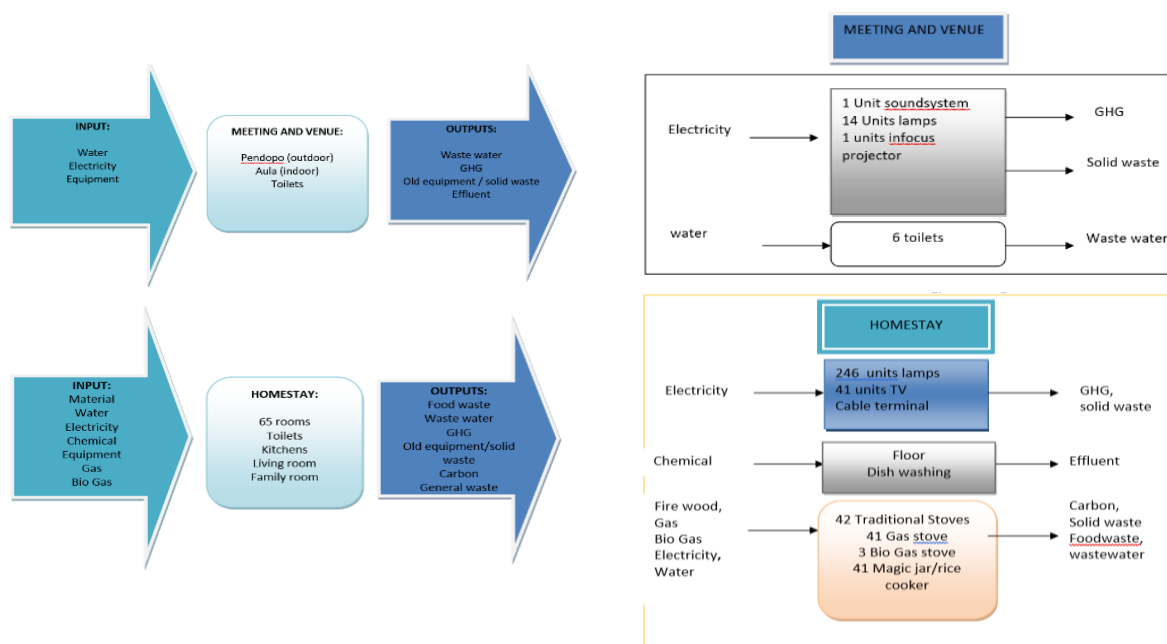 INPUT:
Water
Electricity
Equipment
MEETING AND VENUE:
Pendopo (outdoor)
Aula (indoor)
Toilets
OUTPUTS:
Waste water
GHG
Old equipment / solid waste
Effluent
INPUT:
Material
Water
Electricity
Chemical
Equipment
Gas
Bio Gas
HOMESTAY:
65 rooms
Toilets
Kitchens
Living room
Family room
OUTPUTS:
Food waste
Waste water
GHG
Old equipment/solid
waste
Carbon
General waste
MEETING AND VENUE
Electricity
1 Unit soundsystem
14 Units lamps
1 units infocus
projector
GHG
Solid waste
water
6 toilets
Waste water
HOMESTAY
Electricity
246 units lamps
41 units TV
Cable terminal
GHG,
solid waste
Chemical
Floor
Dish washing
Effluent
Fire wood,
Gas
Bio Gas
Electricity,
Water
42 Traditional Stoves
41 Gas stove
3 Bio Gas stove
41 Magic jar/rice
cooker
Carbon,
Solid waste
Foodwaste,
wastewater